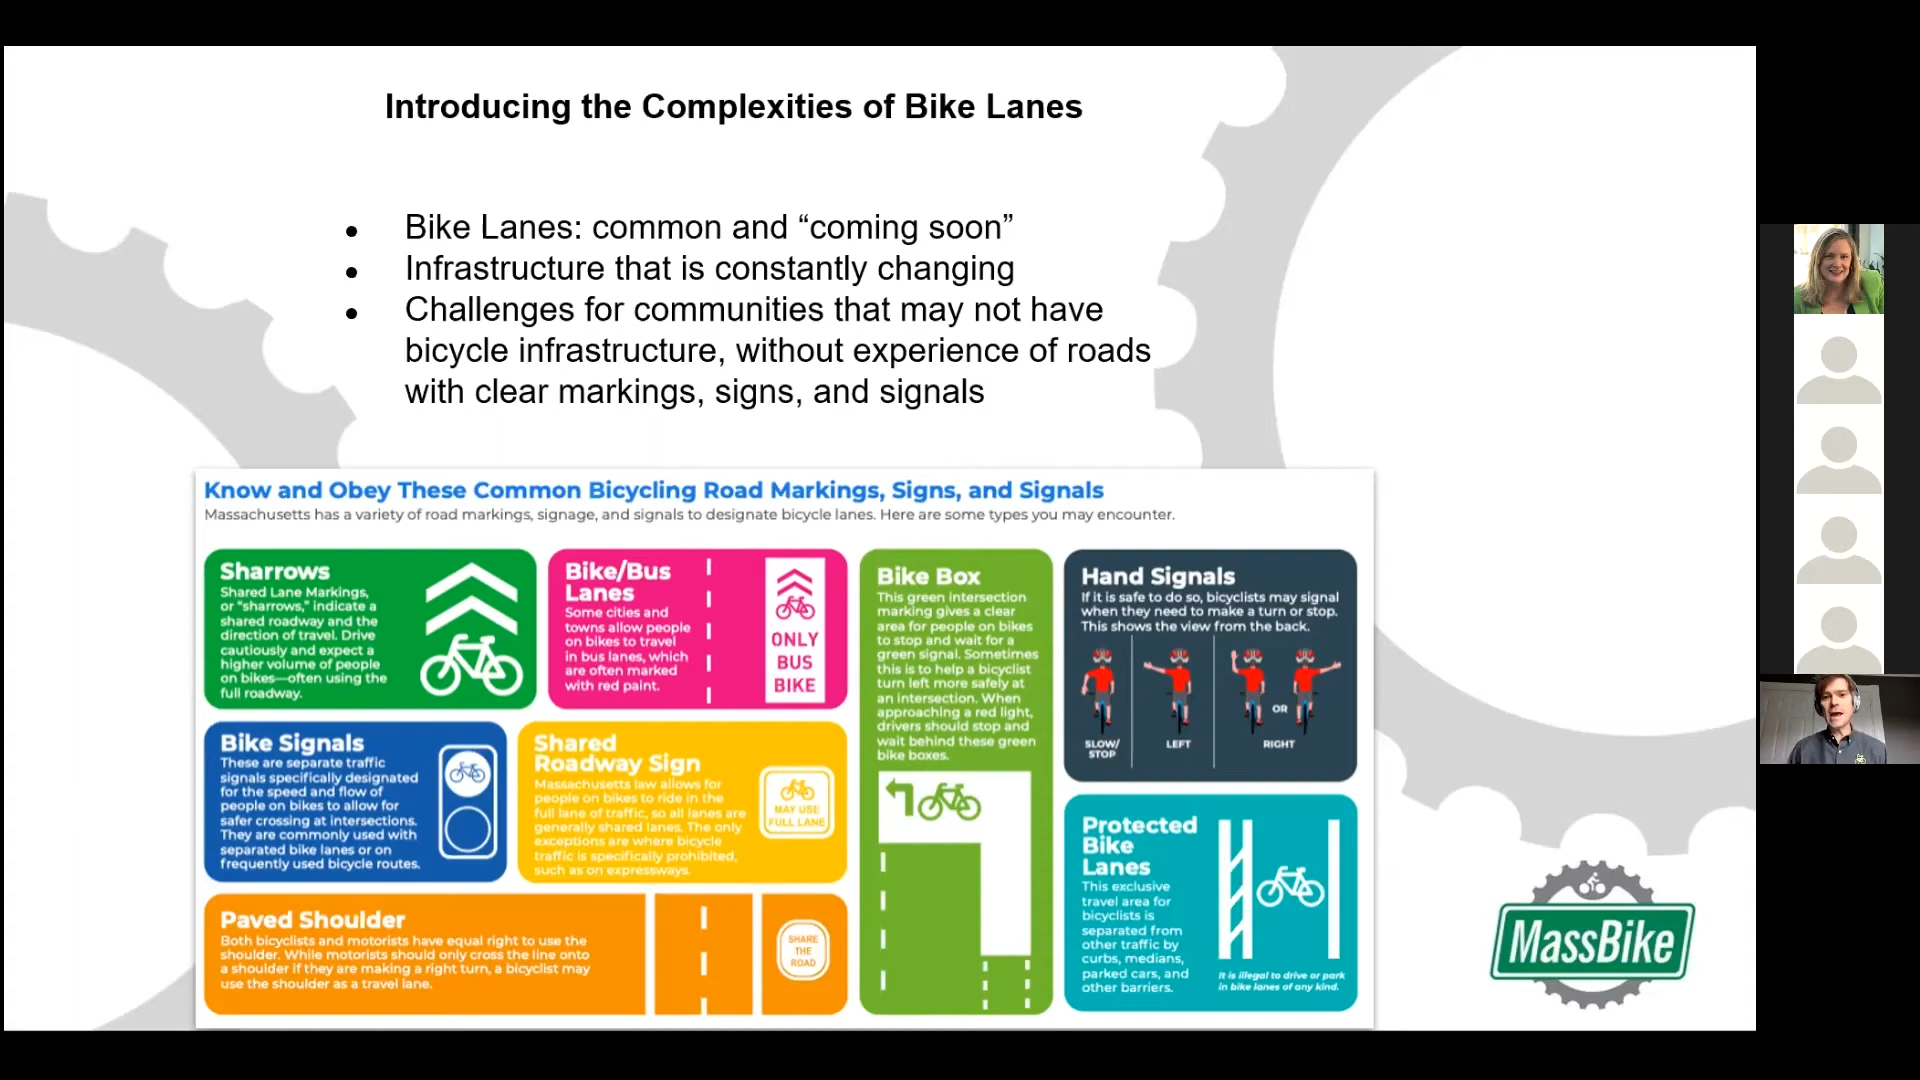 Introducing the Complexities of Bike Lanes
● Bike Lanes: common and “coming soon”
● Infrastructure that is constantly changing
● Challenges for communities that may not have
bicycle infrastructure, without experience of roads
with clear markings, signs, and signals
Know and Obey These Common Bicycling Road Markings, Signs, and Signals
Massachusetts has a variety of road markings, signage, and signals to designate bicycle lanes. Here are some types you may encounter.
Sharrows
Shared Lane Markings,
or “sharrows,” indicate a
shared roadway and the
direction of travel. Drive
cautiously and expect a
higher volume of people
on bikes—often using the
full roadway.
Bike/Bus
Lanes
Some cities and
towns allow people
on bikes to travel
in bus lanes, which
are often marked
with red paint.
ONLY
BUS
BIKE
Bike Box
This green intersection
marking gives a clear
area for people on bikes
to stop and wait for a
green signal. Sometimes
this is to help a bicyclist
turn left more safely at
an intersection. When
approaching a red light,
drivers should stop and
wait behind these green
bike boxes.
Hand Signals
If it is safe to do so, bicyclists may signal
when they need to make a turn or stop.
This shows the view from the back.
SLOW/
STOP
LEFT
OR
RIGHT
Bike Signals
These are separate traffic
signals specifically designated
for the speed and flow of
people on bikes to allow for
safer crossing at intersections.
They are commonly used with
separated bike lanes or on
frequently used bicycle routes.
Shared
Roadway Sign
Massachusetts law allows for
people on bikes to ride in the
full lane of traffic, so all lanes are
generally shared lanes. The only
exceptions are where bicycle
traffic is specifically prohibited,
such as on expressways.
MAY USE
FULL LANE
Protected
Bike
Lanes
This exclusive
travel area for
bicyclists is
separated from
other traffic by
curbs, medians,
parked cars, and
other barriers.
It is illegal to drive or park
in bike lanes of any kind.
Paved Shoulder
Both bicyclists and motorists have equal right to use the
shoulder. While motorists should only cross the line onto
a shoulder if they are making a right turn, a bicyclist may
use the shoulder as a travel lane.
SHARE
THE
ROAD
MassBike